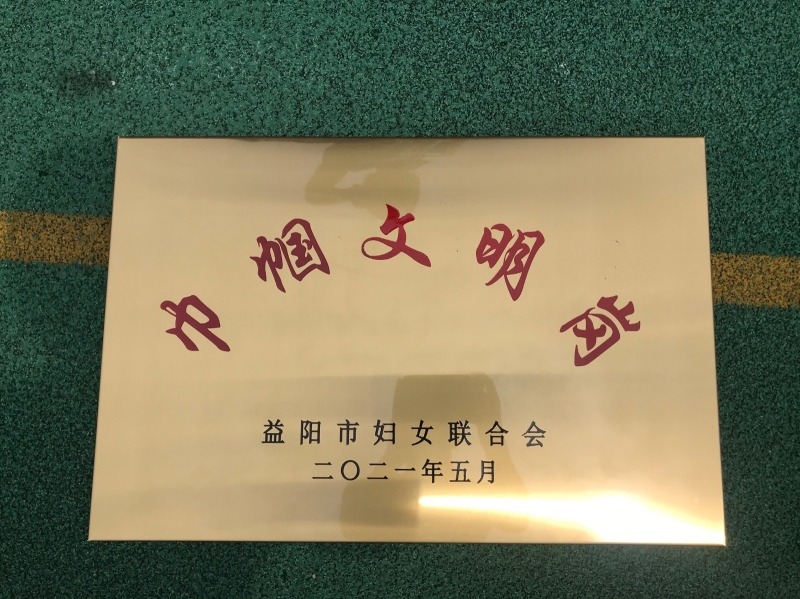 巾帼文明岗
益阳市妇女联合会
二〇二一年五月